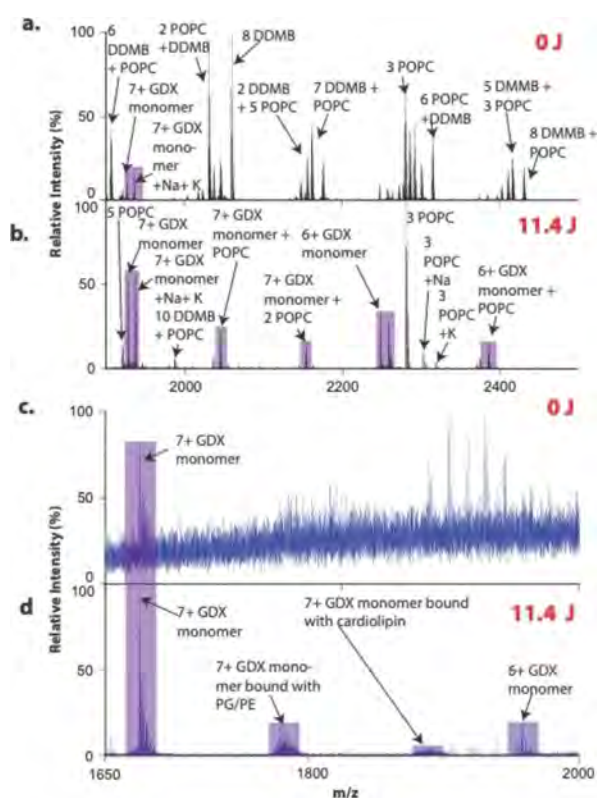 a.
100
50
0
Relative Intensity (%)
6
DDMB
+ POPC
7+ GDX
monomer
7+ GDX
mono-
mer
+Na+ K
2 POPC
+DDMB
8 DDMB
2 DDMB
+ 5 POPC
7 DDMB +
POPC
3 POPC
6 POPC
+DDMB
5 DMMB +
3 POPC
8 DMMB +
POPC
0 J
b.
100
50
0
5 POPC
7+ GDX
monomer
7+ GDX
monomer
+Na+ K
10 DDMB
+ POPC
7+ GDX
monomer +
POPC
7+ GDX
monomer +
2 POPC
6+ GDX
monomer
3 POPC
3
POPC
+Na
3
POPC
+K
6+ GDX
monomer +
POPC
11.4 J
2000
2200
2400
c.
100
50
0
Relative Intensity (%)
7+ GDX
monomer
0 J
d
100
50
0
7+ GDX
monomer
7+ GDX mono-
mer bound with
PG/PE
7+ GDX monomer bound
with cardiolipin
6+ GDX
monomer
11.4 J
1650
1800
2000
m/z